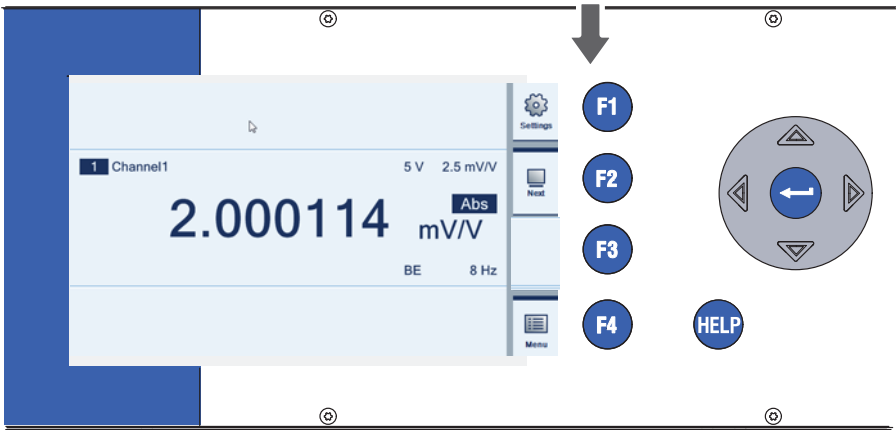 Settings
F1
1 Channel1 5 V 2.5 mV/V
Next
F2
2.000114 Abs mV/V
F3
BE 8 Hz
Menu
F4
HELP